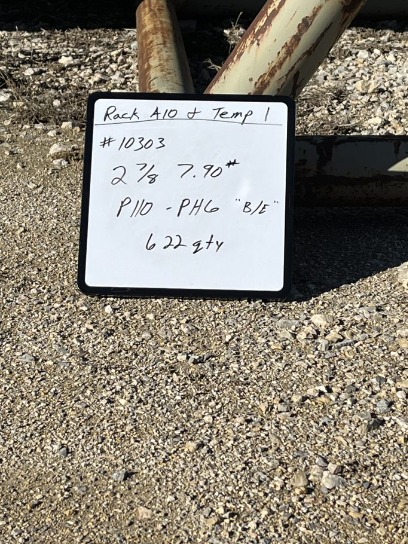 Rack A10 & Temp 1
#10303
2 7/8 7.90#
P110 - PH6 "B/E"
622 qty